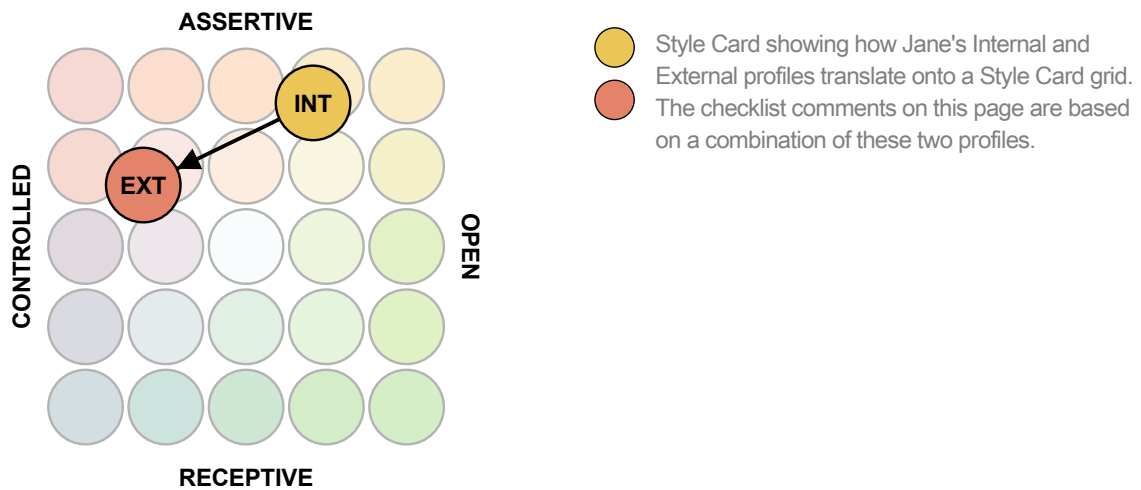 ASSERTIVE
INT
EXT
CONTROLLED
OPEN
RECEPTIVE
Style Card showing how Jane's Internal and
External profiles translate onto a Style Card grid.
The checklist comments on this page are based
on a combination of these two profiles.